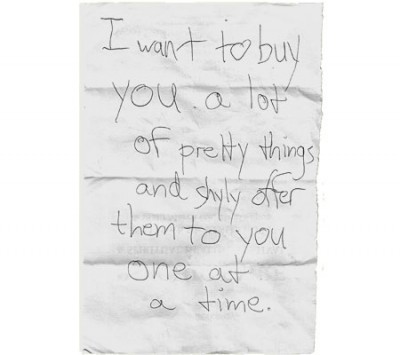 I want to buy
you a lot
of pretty things
and shyly offer
them to you
one at
a time.